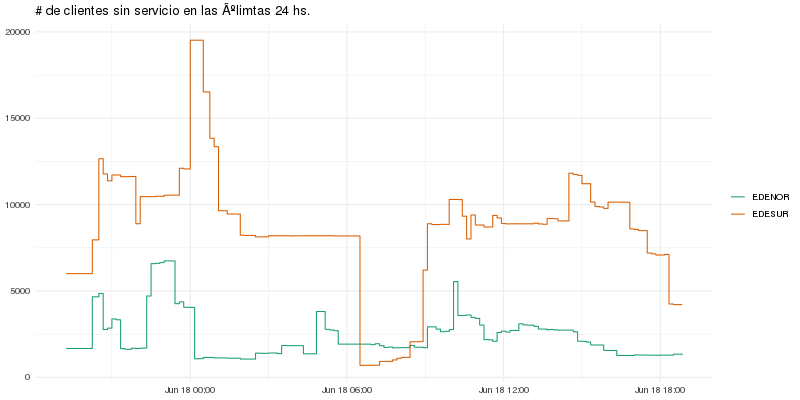 # de clientes sin servicio en las Ãºlimtas 24 hs.
20000
15000
10000
5000
0
Jun 18 00:00
Jun 18 06:00
Jun 18 12:00
Jun 18 18:00
EDENOR
EDESUR